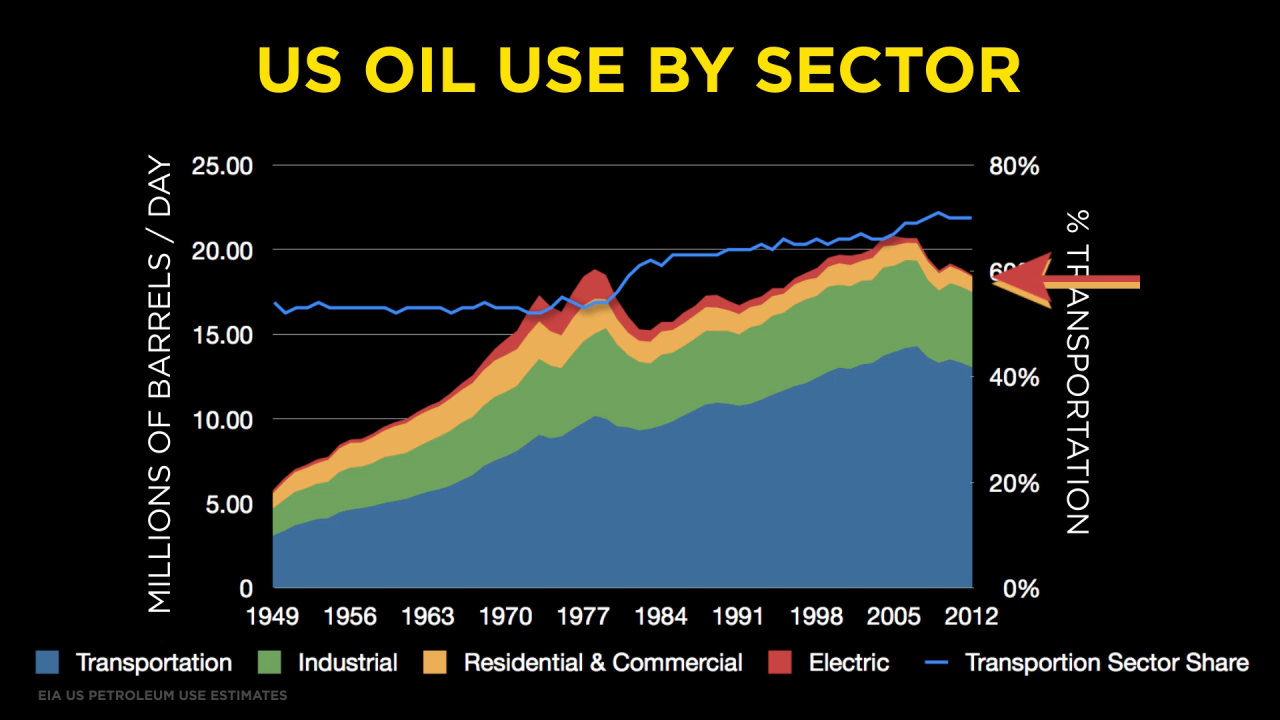 US OIL USE BY SECTOR
MILLIONS OF BARRELS / DAY
25.00
20.00
15.00
10.00
5.00
0
80%
60%
40%
20%
0%
% TRANSPORTATION
1949 1956 1963 1970 1977 1984 1991 1998 2005 2012
Transportation Industrial Residential & Commercial Electric Transportion Sector Share
EIA US PETROLEUM USE ESTIMATES